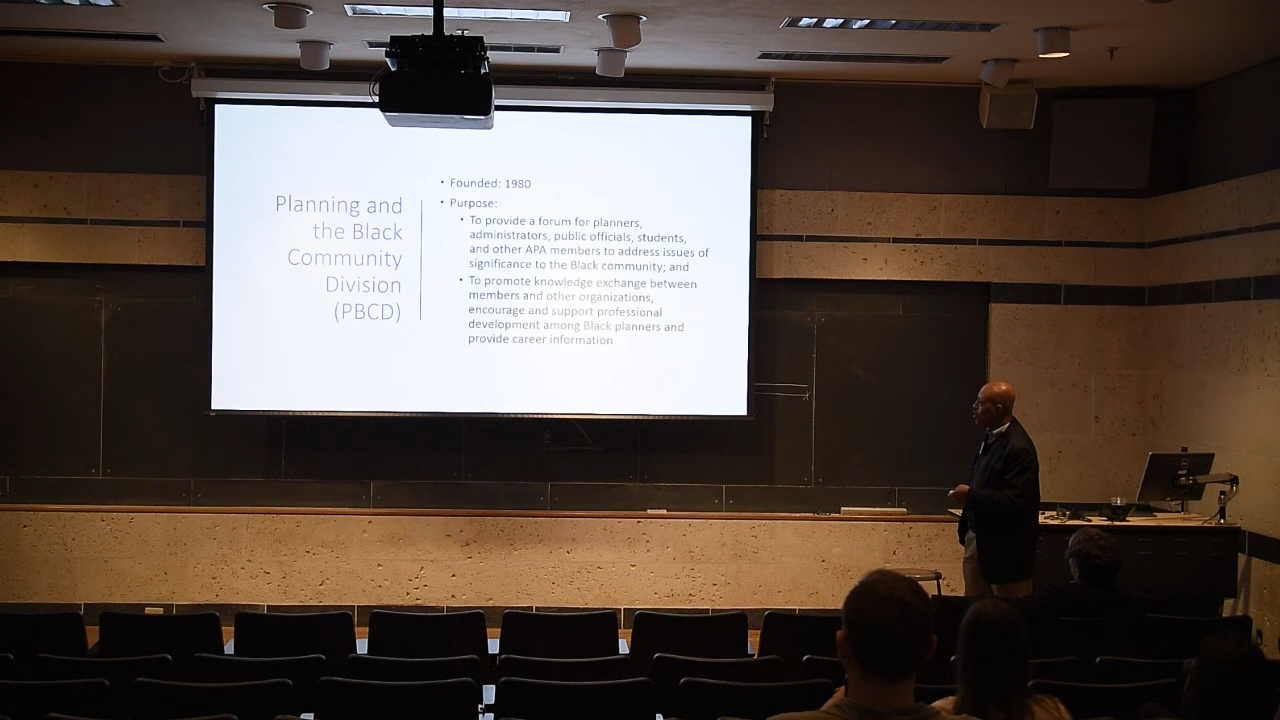 Planning and
the Black
Community
Division
(PBCD)
• Founded: 1980
• Purpose:
• To provide a forum for planners,
administrators, public officials, students,
and other APA members to address issues of
significance to the Black community; and
• To promote knowledge exchange between
members and other organizations,
encourage and support professional
development among Black planners and
provide career information